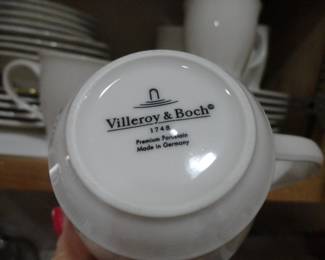 Villeroy & Boch©
1748
Premium Porcelain
Made in Germany